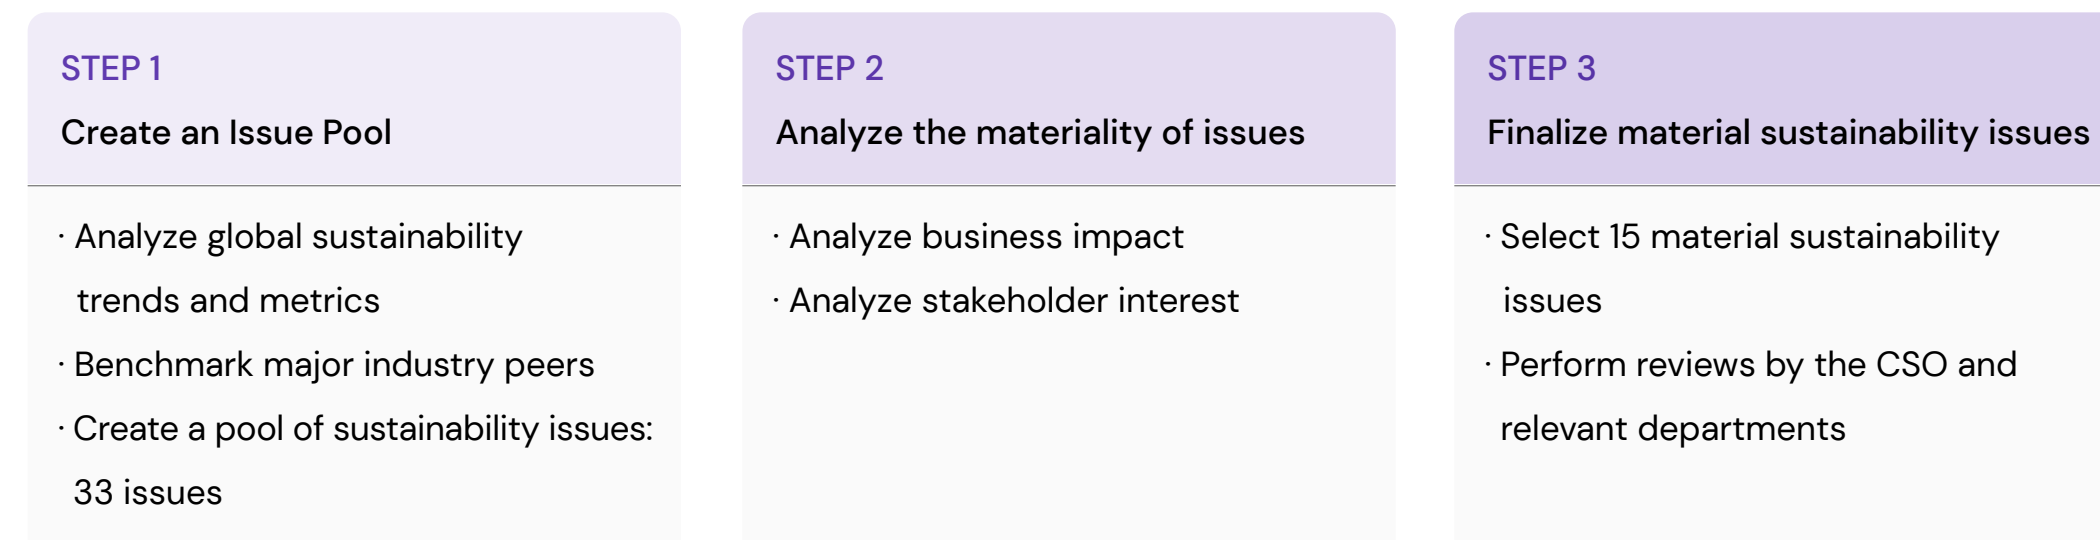 STEP 1
Create an Issue Pool
· Analyze global sustainability
trends and metrics
· Benchmark major industry peers
· Create a pool of sustainability issues:
33 issues
STEP 2
Analyze the materiality of issues
· Analyze business impact
· Analyze stakeholder interest
STEP 3
Finalize material sustainability issues
· Select 15 material sustainability
issues
· Perform reviews by the CSO and
relevant departments